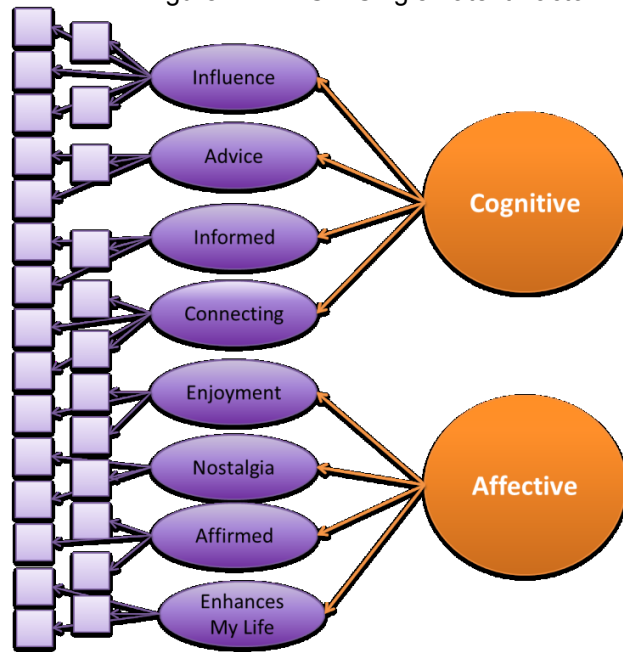 Influence
Advice
Cognitive
Informed
Connecting
Enjoyment
Nostalgia
Affective
Affirmed
Enhances
My Life